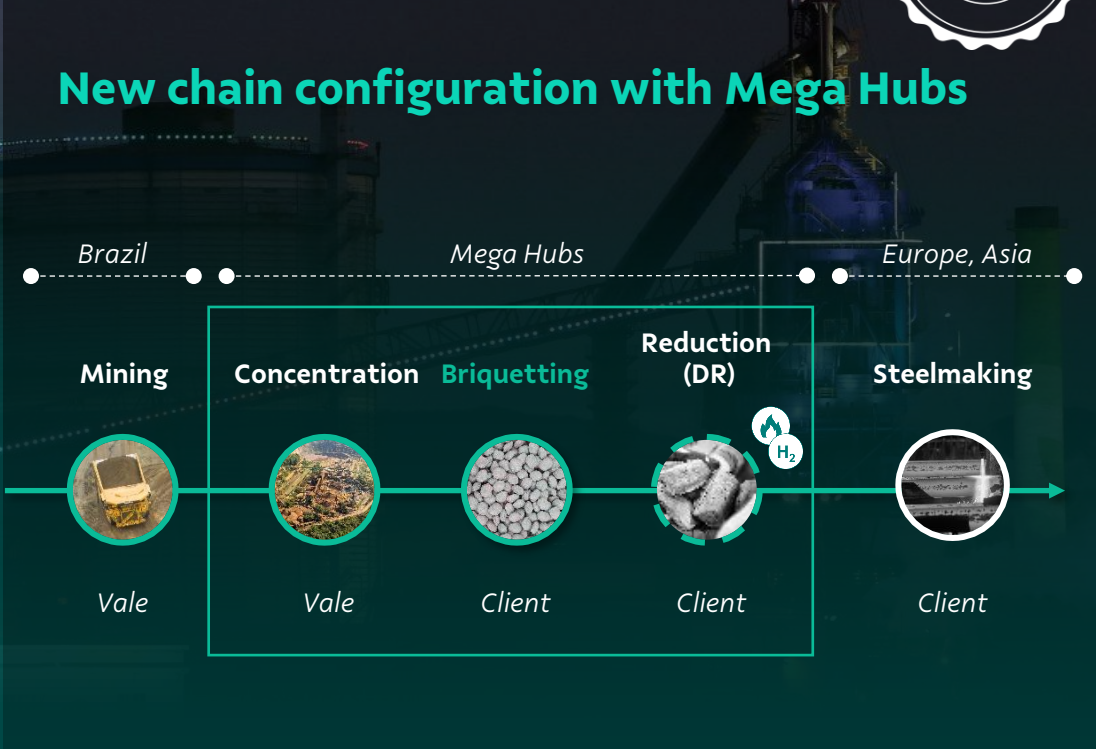 New chain configuration with Mega Hubs
Brazil
Mega Hubs
Europe, Asia
Mining
Concentration
Briquetting
Reduction
(DR)
Steelmaking
H₂
Vale
Vale
Client
Client
Client